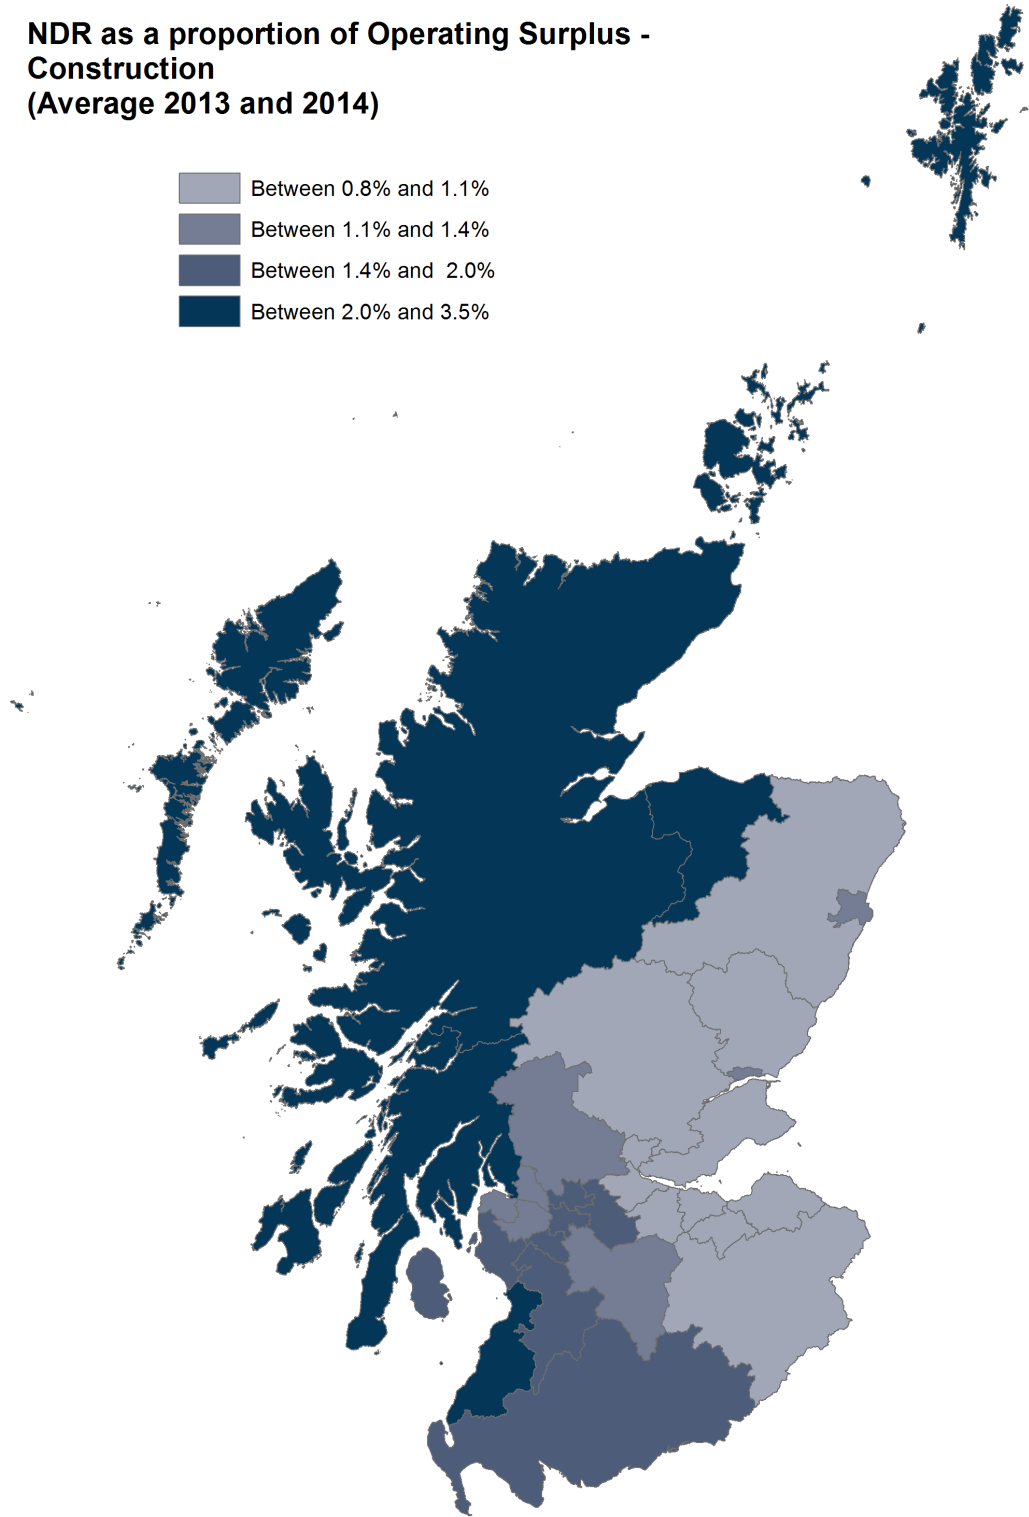 NDR as a proportion of Operating Surplus -
Construction
(Average 2013 and 2014)
Between 0.8% and 1.1%
Between 1.1% and 1.4%
Between 1.4% and  2.0%
Between 2.0% and 3.5%